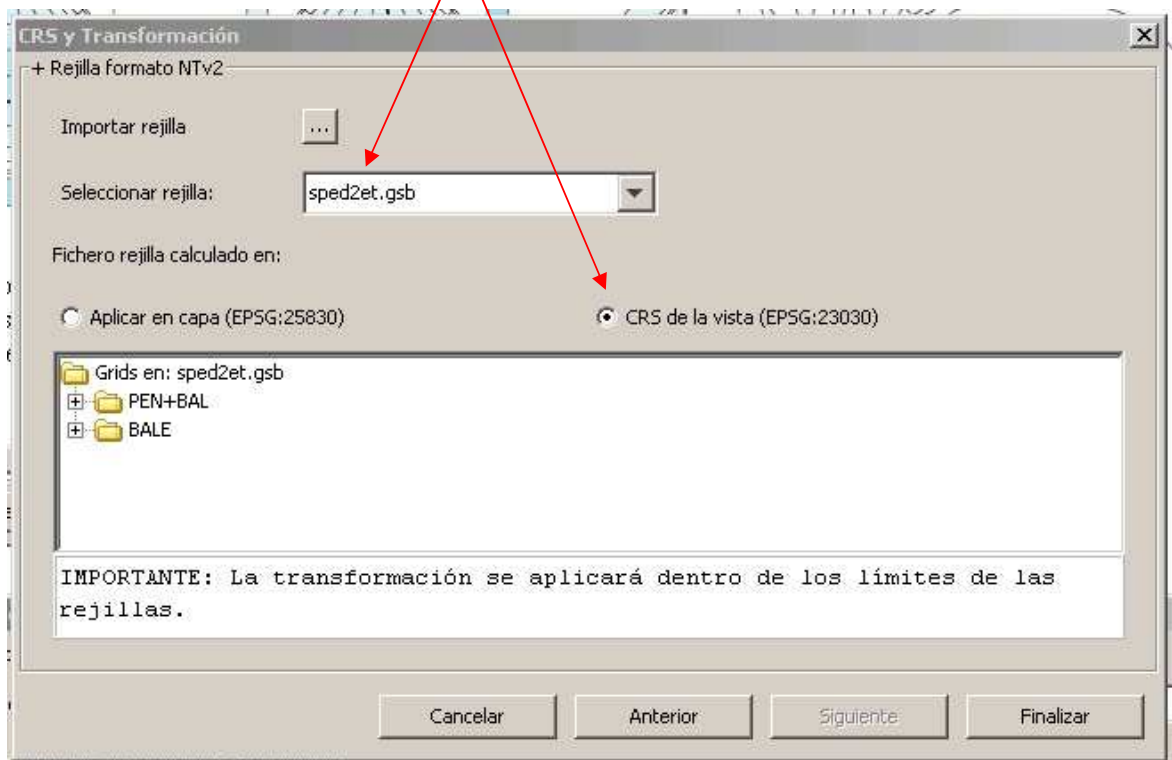 CRS y Transformación
+ Rejilla formato NTv2
Importar rejilla ...
Seleccionar rejilla: sped2et.gsb
Fichero rejilla calculado en:
Aplicar en capa (EPSG:25830) CRS de la vista (EPSG:23030)
Grids en: sped2et.gsb
PEN+BAL
BALE
IMPORTANTE: La transformación se aplicará dentro de los límites de las
rejillas.
Cancelar Anterior Siguiente Finalizar